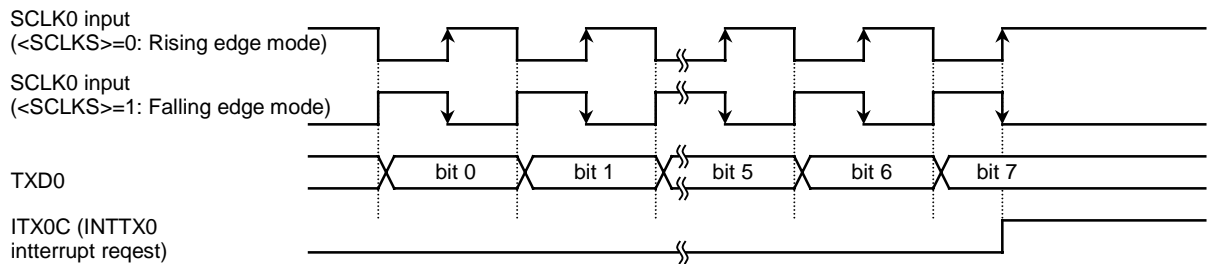 SCLK0 input
(<SCLKS>=0: Rising edge mode)
SCLK0 input
(<SCLKS>=1: Falling edge mode)
TXD0
bit 0
bit 1
bit 5
bit 6
bit 7
ITX0C (INTTX0
intterrupt reqest)